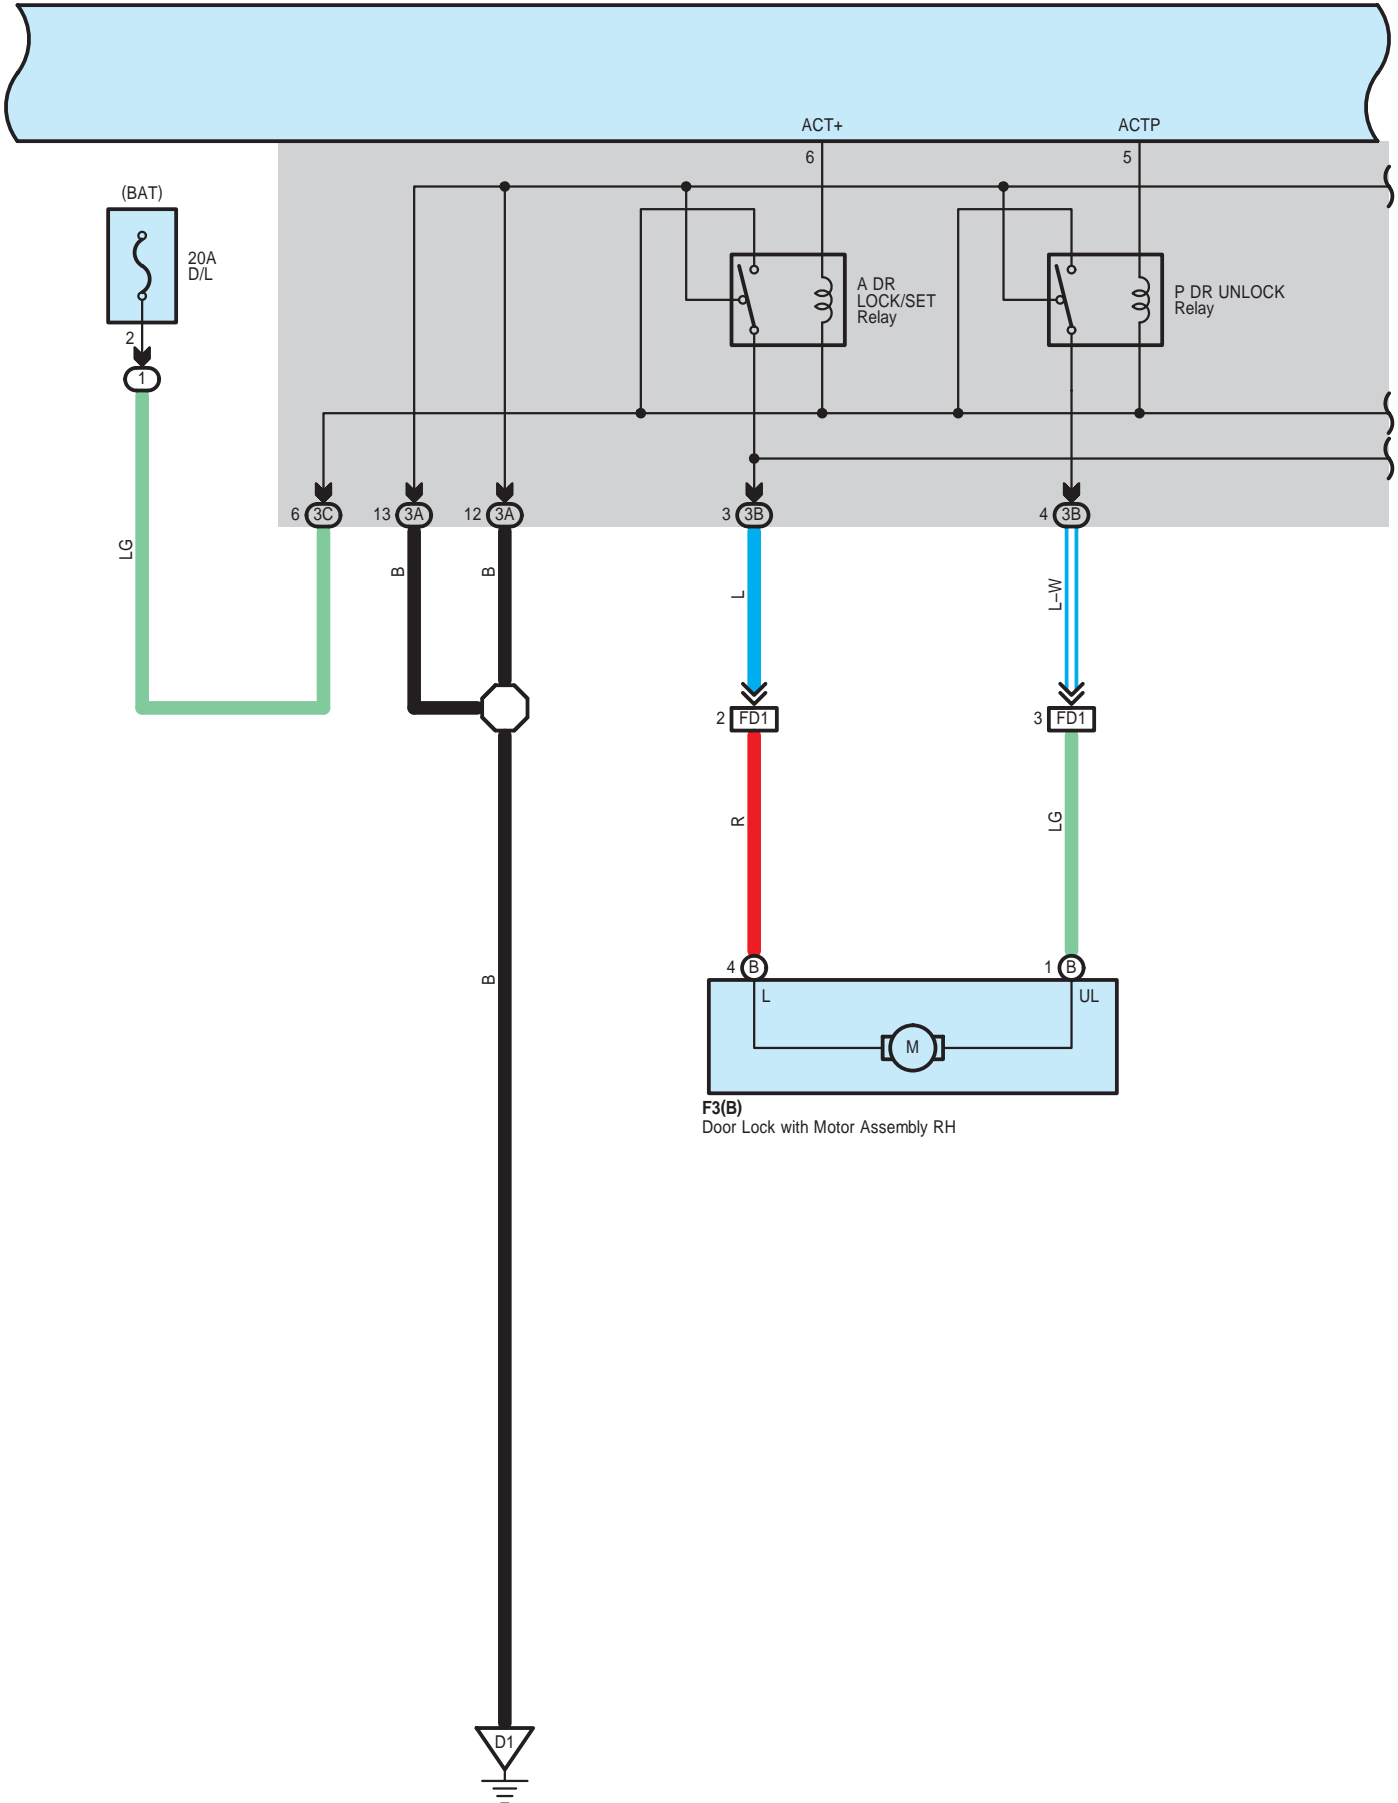 ACT+
ACTP
6
5
(BAT)
20A
D/L
2
1
A DR
LOCK/SET
Relay
P DR UNLOCK
Relay
6 3C
13 3A
12 3A
3 3B
4 3B
LG
B
B
L
L–W
2 FD1
3 FD1
R
LG
B
4 B
1 B
L
UL
M
F3(B)
Door Lock with Motor Assembly RH
D1